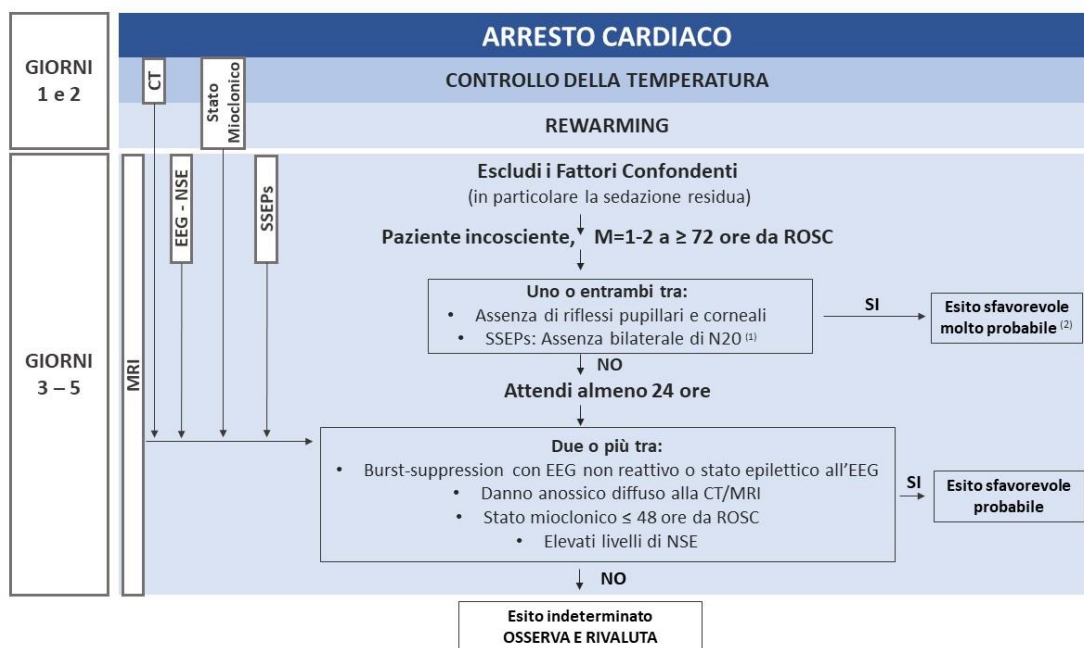 ARRESTO CARDIACO
GIORNI
1 e 2
CT
Stato
Mioclonico
CONTROLLO DELLA TEMPERATURA
REWARMING
GIORNI
3 – 5
MRI
EEG - NSE
SSEPs
Escludi i Fattori Confondenti
(in particolare la sedazione residua)
Paziente incosciente, M=1-2 a ≥ 72 ore da ROSC
Uno o entrambi tra:
• Assenza di riflessi pupillari e corneali
• SSEPs: Assenza bilaterale di N20 (1)
SI
Esito sfavorevole
molto probabile (2)
NO
Attendi almeno 24 ore
Due o più tra:
• Burst-suppression con EEG non reattivo o stato epilettico all'EEG
• Danno anossico diffuso alla CT/MRI
• Stato mioclonico ≤ 48 ore da ROSC
• Elevati livelli di NSE
SI
Esito sfavorevole
probabile
NO
Esito indeterminato
OSSERVA E RIVALUTA